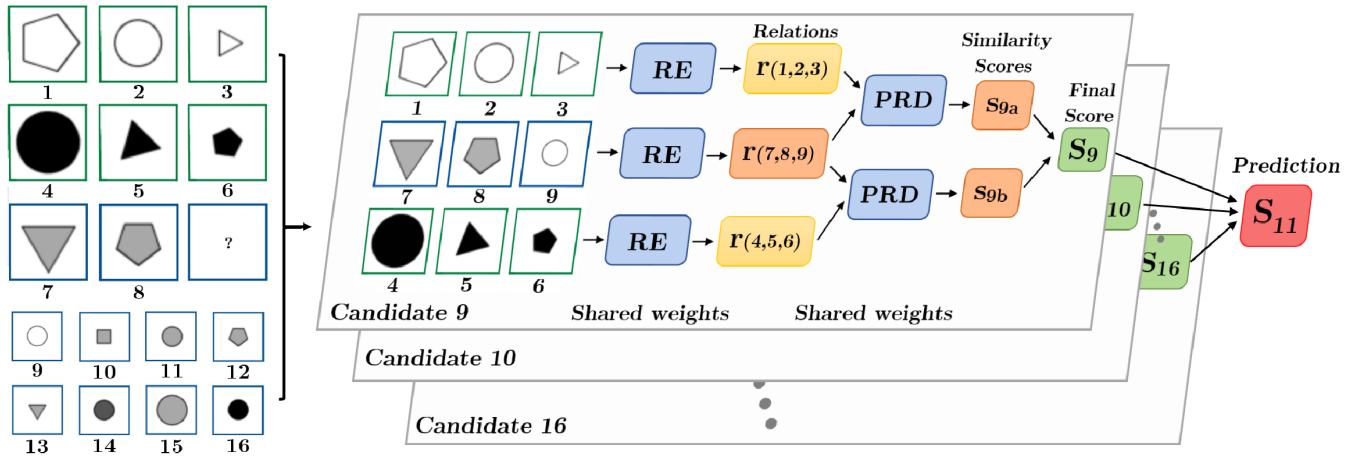 1 2 3
4 5 6
?
7 8
9 10 11 12
13 14 15 16
Relations
Similarity
Scores
Final
Score
Prediction
1 2 3
RE
r(1,2,3)
PRD
s9a
7 8 9
RE
r(7,8,9)
S9
PRD
s9b
4 5 6
RE
r(4,5,6)
10
S16
S11
Candidate 9
Shared weights
Shared weights
Candidate 10
Candidate 16